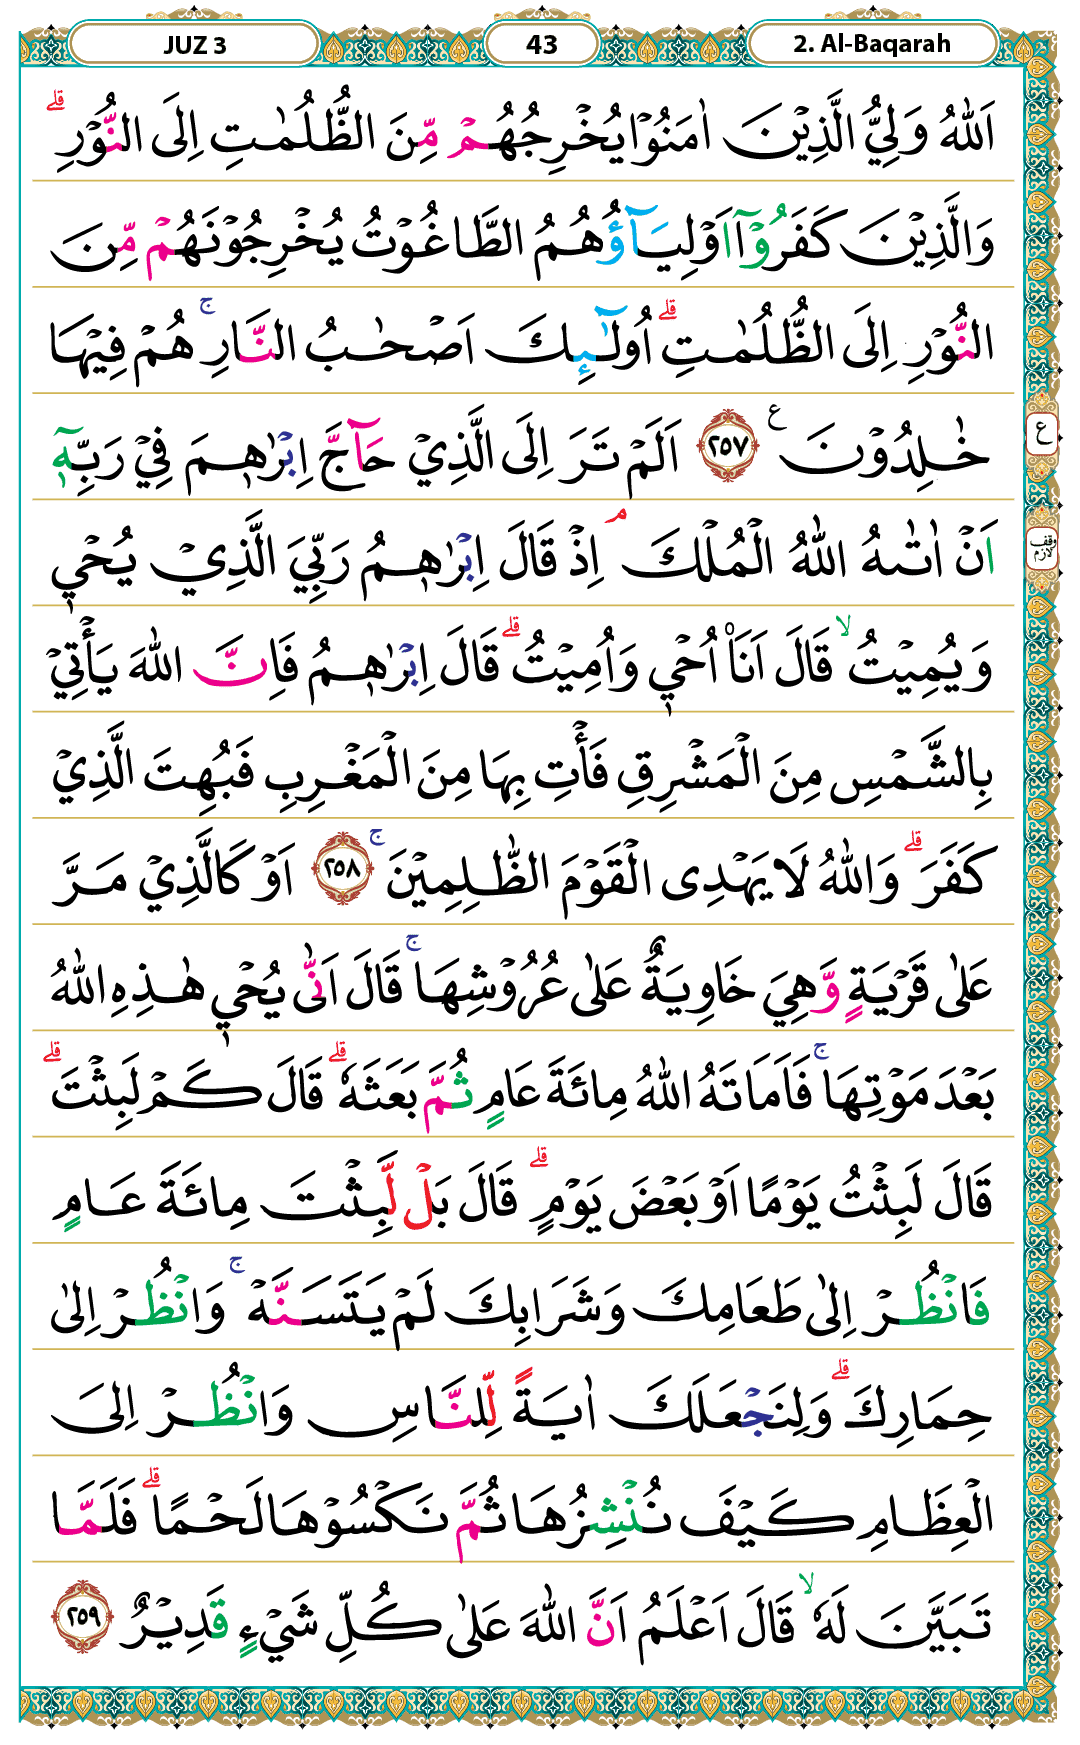 JUZ 3
43
2. Al-Baqarah
اَللّٰهُ وَلِيُّ الَّذِيْنَ اٰمَنُوْا يُخْرِجُهُمْ مِّنَ الظُّلُمٰتِ اِلَى النُّوْرِ ۗ
وَالَّذِيْنَ كَفَرُوْٓا اَوْلِيَاۤؤُهُمُ الطَّاغُوْتُ يُخْرِجُوْنَهُمْ مِّنَ
النُّوْرِ اِلَى الظُّلُمٰتِ ۗ اُولٰۤىِٕكَ اَصْحٰبُ النَّارِ ۚ هُمْ فِيْهَا
خٰلِدُوْنَ ࣖ ٢٥٧ اَلَمْ تَرَ اِلَى الَّذِيْ حَاۤجَّ اِبْرٰهٖمَ فِيْ رَبِّهٖٓ
اَنْ اٰتٰىهُ اللّٰهُ الْمُلْكَ ۘ اِذْ قَالَ اِبْرٰهٖمُ رَبِّيَ الَّذِيْ يُحْيٖ
وَيُمِيْتُ ۙ قَالَ اَنَا۠ اُحْيٖ وَاُمِيْتُ ۗ قَالَ اِبْرٰهٖمُ فَاِنَّ اللّٰهَ يَأْتِيْ
بِالشَّمْسِ مِنَ الْمَشْرِقِ فَأْتِ بِهَا مِنَ الْمَغْرِبِ فَبُهِتَ الَّذِيْ
كَفَرَ ۗ وَاللّٰهُ لَا يَهْدِى الْقَوْمَ الظّٰلِمِيْنَ ۚ ٢٥٨ اَوْ كَالَّذِيْ مَرَّ
عَلٰى قَرْيَةٍ وَّهِيَ خَاوِيَةٌ عَلٰى عُرُوْشِهَا ۚ قَالَ اَنّٰى يُحْيٖ هٰذِهِ اللّٰهُ
بَعْدَ مَوْتِهَا ۚ فَاَمَاتَهُ اللّٰهُ مِائَةَ عَامٍ ثُمَّ بَعَثَهٗ ۗ قَالَ كَمْ لَبِثْتَ ۗ
قَالَ لَبِثْتُ يَوْمًا اَوْ بَعْضَ يَوْمٍ ۗ قَالَ بَلْ لَّبِثْتَ مِائَةَ عَامٍ
فَانْظُرْ اِلٰى طَعَامِكَ وَشَرَابِكَ لَمْ يَتَسَنَّهْ ۚ وَانْظُرْ اِلٰى
حِمَارِكَ ۗ وَلِنَجْعَلَكَ اٰيَةً لِّلنَّاسِ وَانْظُرْ اِلَى
الْعِظَامِ كَيْفَ نُنْشِزُهَا ثُمَّ نَكْسُوْهَا لَحْمًا ۗ فَلَمَّا
تَبَيَّنَ لَهٗ ۙ قَالَ اَعْلَمُ اَنَّ اللّٰهَ عَلٰى كُلِّ شَيْءٍ قَدِيْرٌ ٢٥٩
ع
وقف
لازم